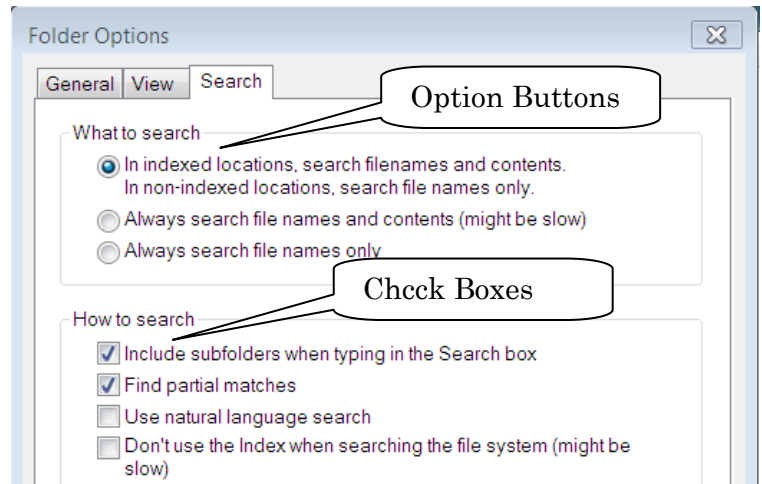 Folder Options
General View Search
Option Buttons
What to search
In indexed locations, search filenames and contents.
In non-indexed locations, search file names only.
Always search file names and contents (might be slow)
Always search file names only
Chcck Boxes
How to search
Include subfolders when typing in the Search box
Find partial matches
Use natural language search
Don't use the Index when searching the file system (might be
slow)